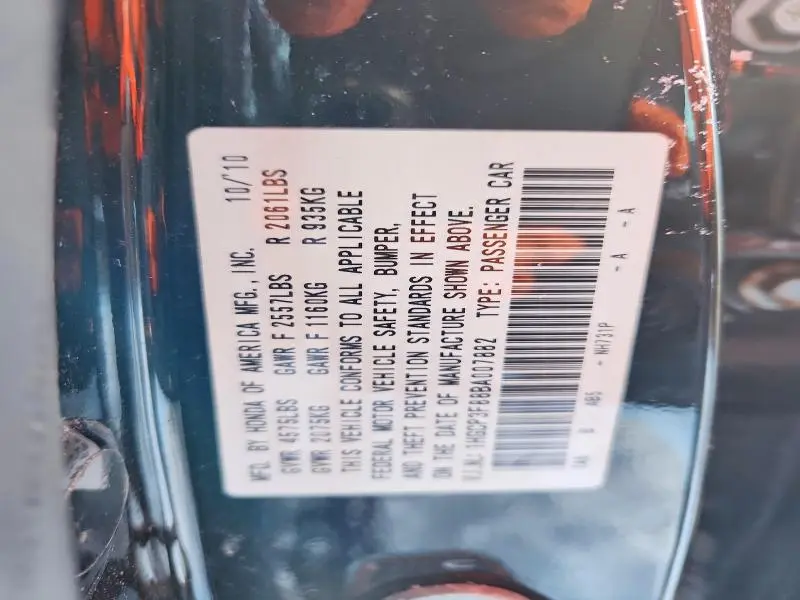 MFD. BY HONDA OF AMERICA MFG., INC. 10/'10
GVWR 4575LBS GAWR F 2557LBS R 2061LBS
GVWR 2075KG GAWR F 1160KG R 935KG
THIS VEHICLE CONFORMS TO ALL APPLICABLE
FEDERAL MOTOR VEHICLE SAFETY, BUMPER,
AND THEFT PREVENTION STANDARDS IN EFFECT
ON THE DATE OF MANUFACTURE SHOWN ABOVE.
V.I.N.: TYPE: PASSENGER CAR
ABS - NH731P - A - A